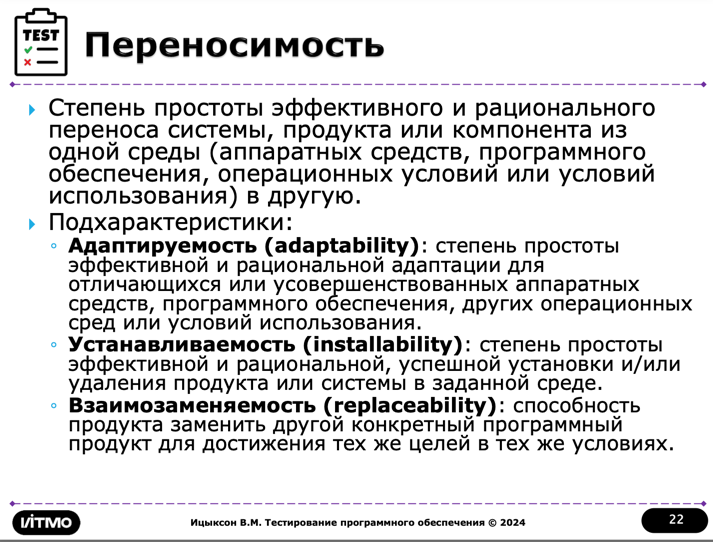 TEST
Переносимость
Степень простоты эффективного и рационального
переноса системы, продукта или компонента из
одной среды (аппаратных средств, программного
обеспечения, операционных условий или условий
использования) в другую.
Подхарактеристики:
Адаптируемость (adaptability): степень простоты
эффективной и рациональной адаптации для
отличающихся или усовершенствованных аппаратных
средств, программного обеспечения, других операционных
сред или условий использования.
Устанавливаемость (installability): степень простоты
эффективной и рациональной, успешной установки и/или
удаления продукта или системы в заданной среде.
Взаимозаменяемость (replaceability): способность
продукта заменить другой конкретный программный
продукт для достижения тех же целей в тех же условиях.
ИТМО
Ицыксон В.М. Тестирование программного обеспечения © 2024
22